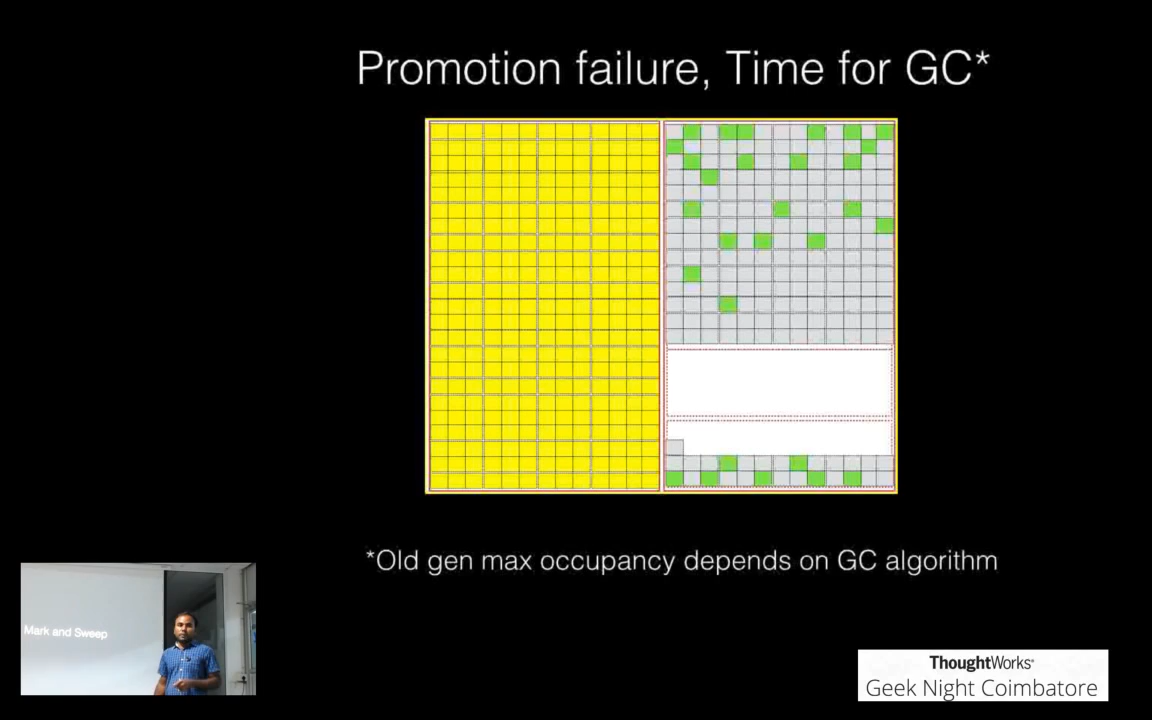 Promotion failure, Time for GC*
*Old gen max occupancy depends on GC algorithm
Mark and Sweep
ThoughtWorks®
Geek Night Coimbatore